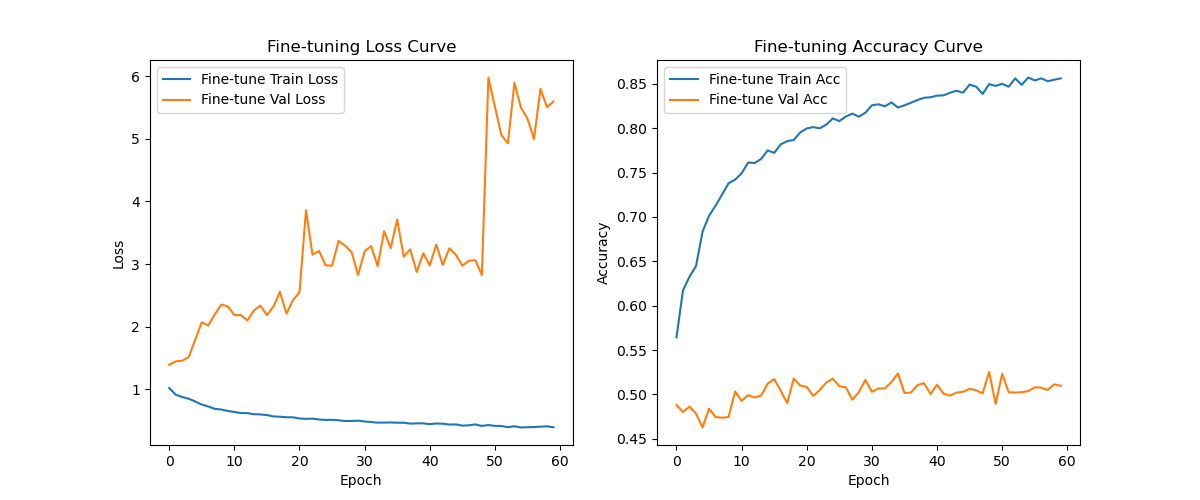 Fine-tuning Loss Curve
Fine-tune Train Loss
Fine-tune Val Loss
6
5
4
3
2
1
Loss
0 10 20 30 40 50 60
Epoch
Fine-tuning Accuracy Curve
Fine-tune Train Acc
Fine-tune Val Acc
0.85
0.80
0.75
0.70
0.65
0.60
0.55
0.50
0.45
Accuracy
0 10 20 30 40 50 60
Epoch